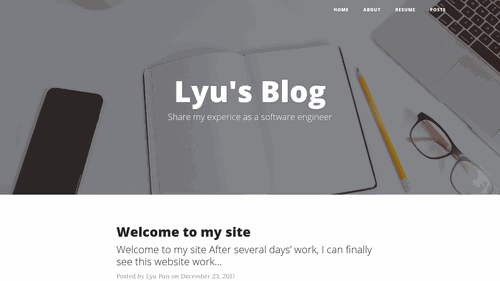 HOME ABOUT RESUME POSTS
Lyu's Blog
Share my experice as a software engineer
Welcome to my site
Welcome to my site After several days' work, I can finally
see this website work...
Posted by Lyu Pan on December 23, 2017